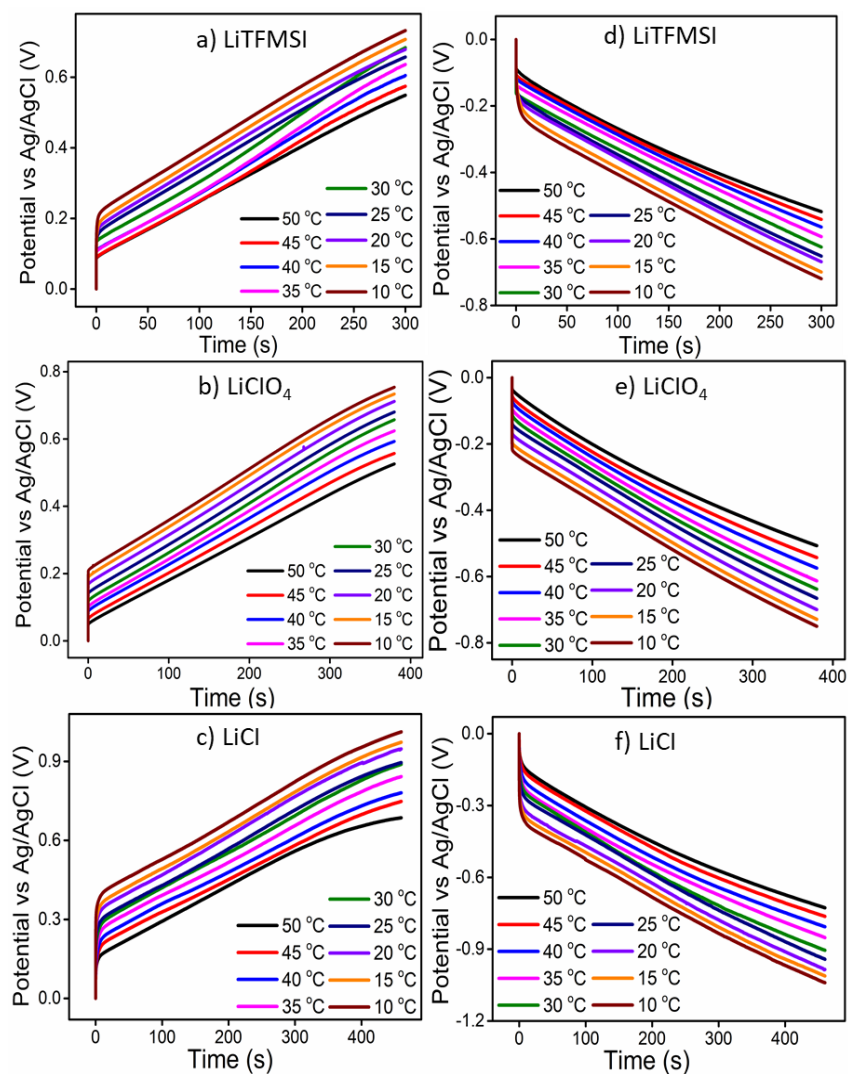 a) LiTFMSI
Potential vs Ag/AgCl (V)
0.6
0.4
0.2
0.0
50 °C
45 °C
40 °C
35 °C
30 °C
25 °C
20 °C
15 °C
10 °C
0 50 100 150 200 250 300
Time (s)
d) LiTFMSI
Potential vs Ag/AgCl (V)
0.0
-0.2
-0.4
-0.6
-0.8
50 °C
45 °C
40 °C
35 °C
30 °C
25 °C
20 °C
15 °C
10 °C
0 50 100 150 200 250 300
Time (s)
b) LiClO4
Potential vs Ag/AgCl (V)
0.8
0.6
0.4
0.2
0.0
50 °C
45 °C
40 °C
35 °C
30 °C
25 °C
20 °C
15 °C
10 °C
0 100 200 300 400
Time (s)
e) LiClO4
Potential vs Ag/AgCl (V)
0.0
-0.2
-0.4
-0.6
-0.8
50 °C
45 °C
40 °C
35 °C
30 °C
25 °C
20 °C
15 °C
10 °C
0 100 200 300 400
Time (s)
c) LiCl
Potential vs Ag/AgCl (V)
0.9
0.6
0.3
0.0
50 °C
45 °C
40 °C
35 °C
30 °C
25 °C
20 °C
15 °C
10 °C
0 100 200 300 400
Time (s)
f) LiCl
Potential vs Ag/AgCl (V)
0.0
-0.3
-0.6
-0.9
-1.2
50 °C
45 °C
40 °C
35 °C
30 °C
25 °C
20 °C
15 °C
10 °C
0 100 200 300 400
Time (s)